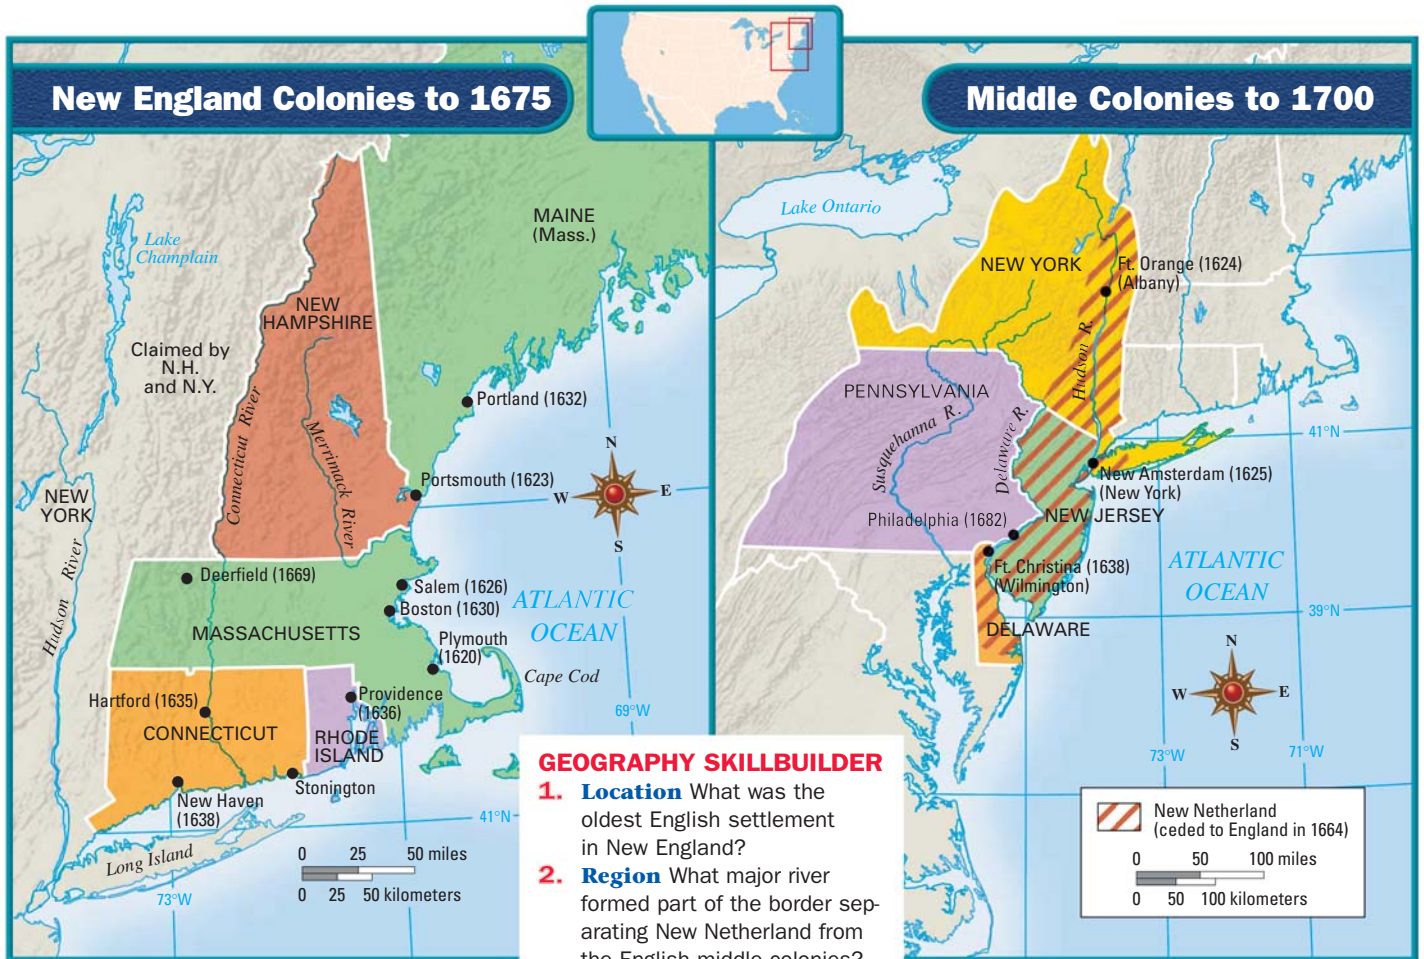 New England Colonies to 1675
Middle Colonies to 1700
MAINE
(Mass.)
Lake
Champlain
NEW
HAMPSHIRE
Claimed by
N.H.
and N.Y.
Connecticut River
Merrimack River
Portland (1632)
Portsmouth (1623)
N
W
E
S
NEW
YORK
Hudson River
Deerfield (1669)
Salem (1626)
Boston (1630)
ATLANTIC
OCEAN
MASSACHUSETTS
Plymouth
(1620)
Cape Cod
Hartford (1635)
Providence
(1636)
CONNECTICUT
RHODE
ISLAND
69°W
Stonington
New Haven
(1638)
41°N
Long Island
73°W
0 25 50 miles
0 25 50 kilometers
Lake Ontario
NEW YORK
Ft. Orange (1624)
(Albany)
Hudson R.
PENNSYLVANIA
Susquehanna R.
Delaware R.
41°N
New Amsterdam (1625)
(New York)
Philadelphia (1682)
NEW JERSEY
Ft. Christina (1638)
(Wilmington)
ATLANTIC
OCEAN
39°N
DELAWARE
N
W
E
S
73°W
71°W
New Netherland
(ceded to England in 1664)
0 50 100 miles
0 50 100 kilometers
GEOGRAPHY SKILLBUILDER
1. Location What was the
oldest English settlement
in New England?
2. Region What major river
formed part of the border sep-
arating New Netherland from
the English middle colonies?